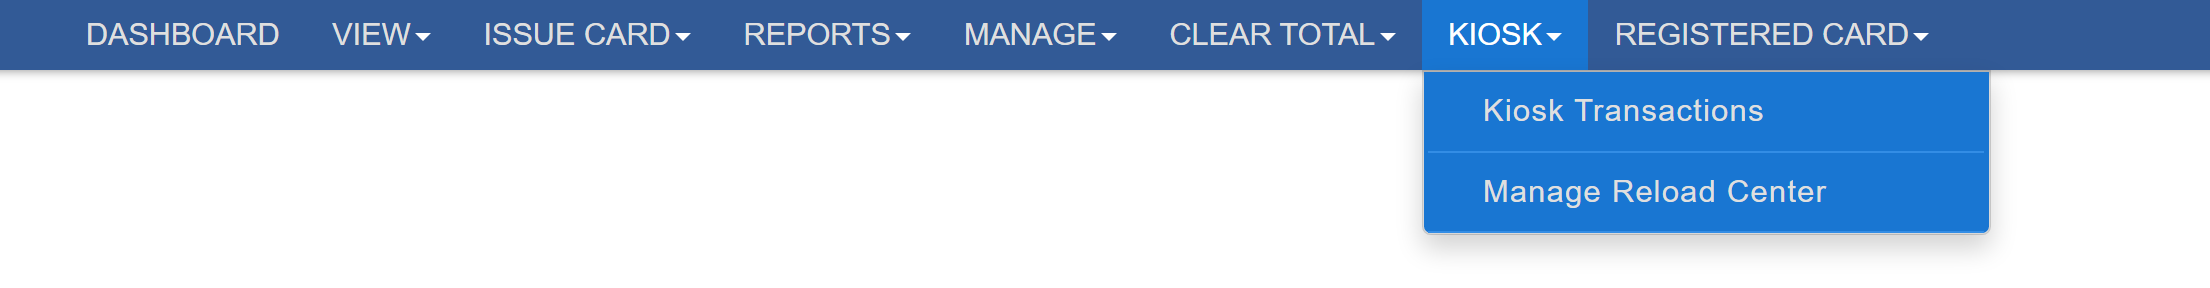 DASHBOARD VIEW ISSUE CARD REPORTS MANAGE CLEAR TOTAL KIOSK REGISTERED CARD
Kiosk Transactions
Manage Reload Center